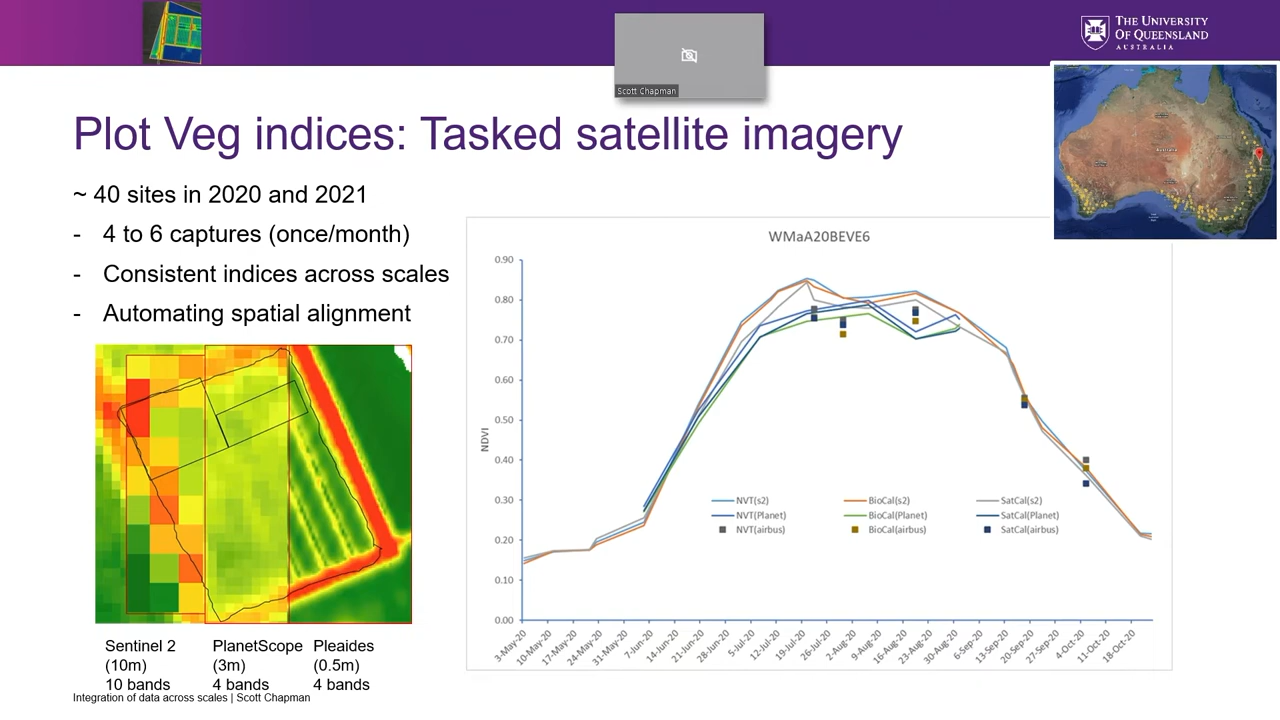 THE UNIVERSITY
OF QUEENSLAND
AUSTRALIA
Scott Chapman
Plot Veg indices: Tasked satellite imagery
~ 40 sites in 2020 and 2021
- 4 to 6 captures (once/month)
- Consistent indices across scales
- Automating spatial alignment
WMaA20BEVE6
0.90
0.80
0.70
0.60
0.50
0.40
0.30
0.20
0.10
0.00
NDVI
NVT(s2) BioCal(s2) SatCal(s2)
NVT(Planet) BioCal(Planet) SatCal(Planet)
NVT(airbus) BioCal(airbus) SatCal(airbus)
3-May-20 10-May-20 17-May-20 24-May-20 31-May-20 7-Jun-20 14-Jun-20 21-Jun-20 28-Jun-20 5-Jul-20 12-Jul-20 19-Jul-20 26-Jul-20 2-Aug-20 9-Aug-20 16-Aug-20 23-Aug-20 30-Aug-20 6-Sep-20 13-Sep-20 20-Sep-20 27-Sep-20 4-Oct-20 11-Oct-20 18-Oct-20
Sentinel 2 PlanetScope Pleaides
(10m) (3m) (0.5m)
10 bands 4 bands 4 bands
Integration of data across scales | Scott Chapman